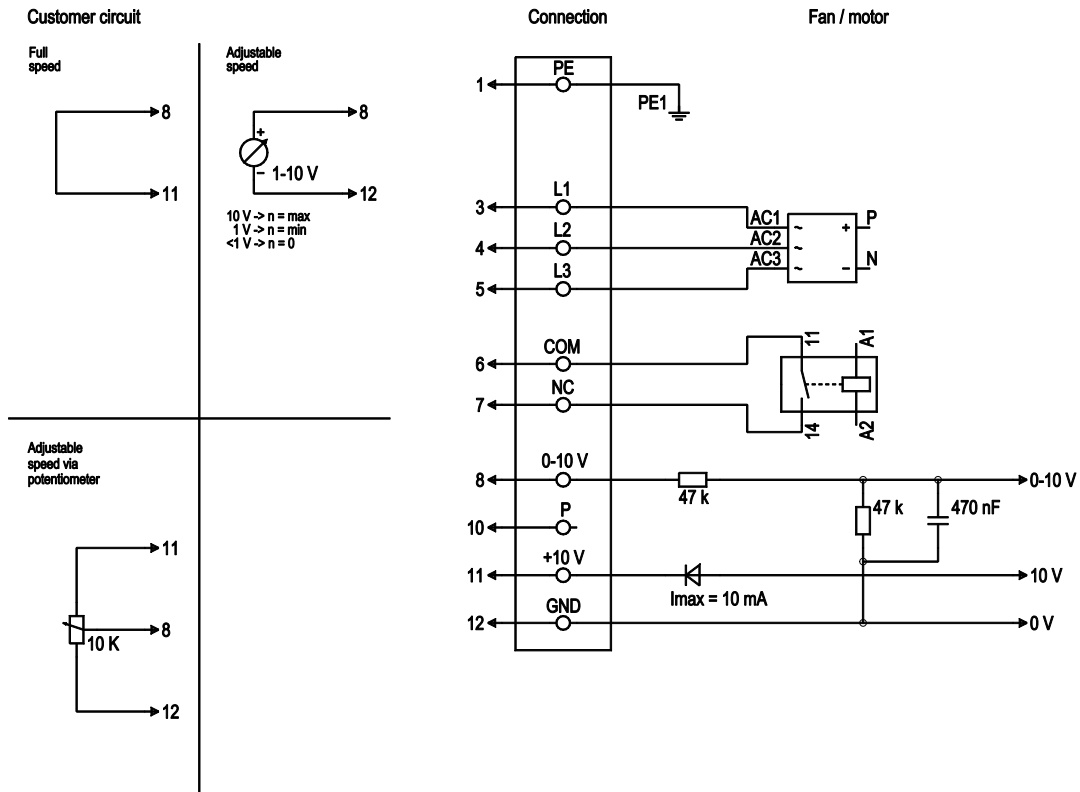 Customer circuit
Connection
Fan / motor
Full
speed
8
11
Adjustable
speed
8
+
− 1-10 V
12
10 V -> n = max
1 V -> n = min
<1 V -> n = 0
Adjustable
speed via
potentiometer
11
8
10 K
12
PE
1
PE1
L1
3
L2
4
L3
5
AC1
AC2
AC3
~
~
~
+
−
P
N
COM
6
NC
7
11
14
A1
A2
0-10 V
8
47 k
47 k
470 nF
0-10 V
P
10
+10 V
11
Imax = 10 mA
10 V
GND
12
0 V